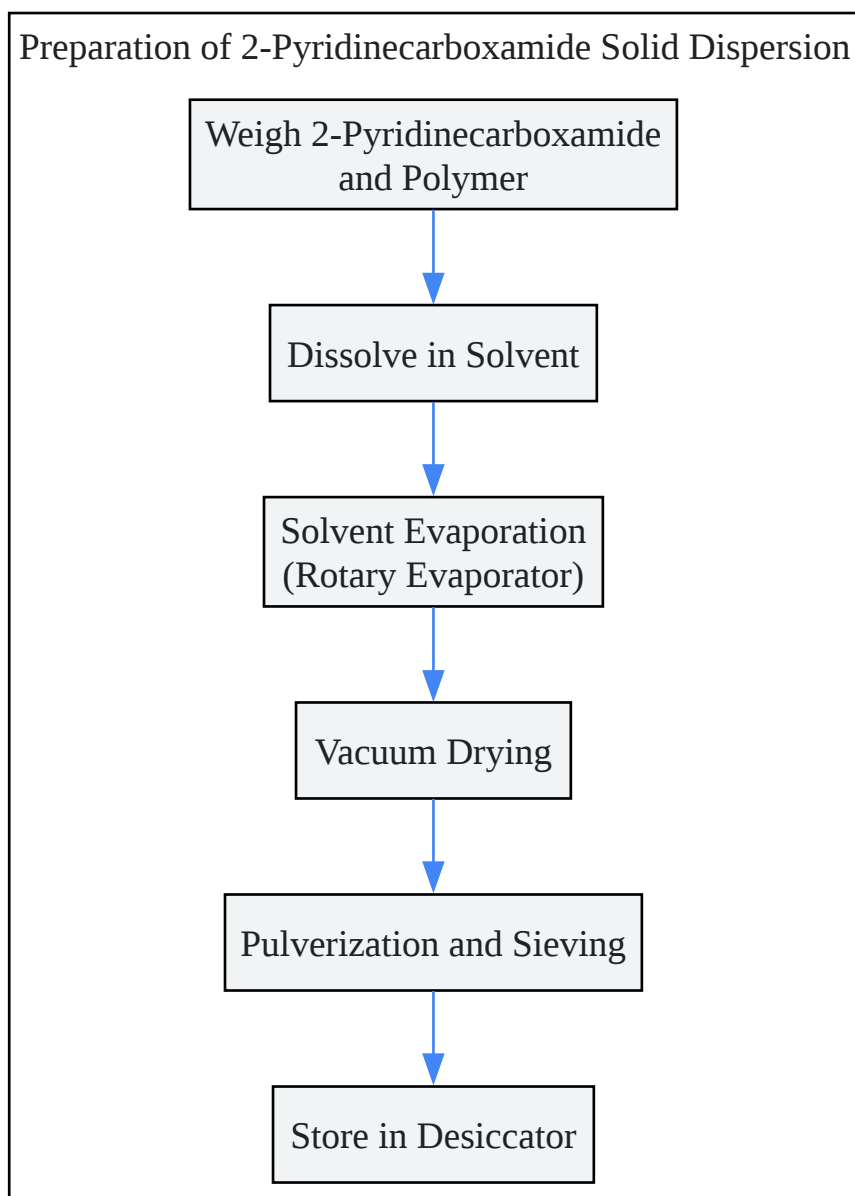 Preparation of 2-Pyridinecarboxamide Solid Dispersion
Weigh 2-Pyridinecarboxamide
and Polymer
Dissolve in Solvent
Solvent Evaporation
(Rotary Evaporator)
Vacuum Drying
Pulverization and Sieving
Store in Desiccator